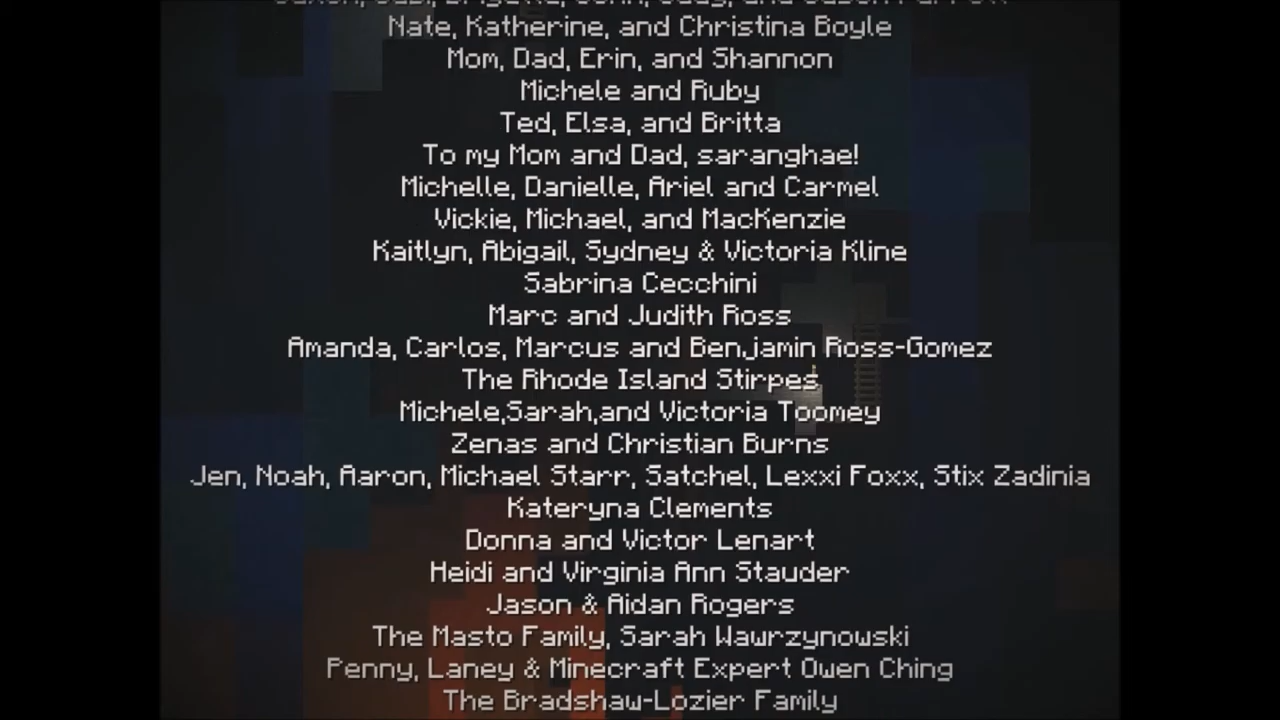 Nate, Katherine, and Christina Boyle
Mom, Dad, Erin, and Shannon
Michele and Ruby
Ted, Elsa, and Britta
To my Mom and Dad, saranghae!
Michelle, Danielle, Ariel and Carmel
Vickie, Michael, and MacKenzie
Kaitlyn, Abigail, Sydney & Victoria Kline
Sabrina Cecchini
Marc and Judith Ross
Amanda, Carlos, Marcus and Benjamin Ross-Gomez
The Rhode Island Stirpes
Michele,Sarah,and Victoria Toomey
Zenas and Christian Burns
Jen, Noah, Aaron, Michael Starr, Satchel, Lexxi Foxx, Stix Zadinia
Kateryna Clements
Donna and Victor Lenart
Heidi and Virginia Ann Stauder
Jason & Aidan Rogers
The Masto Family, Sarah Wawrzynowski
Penny, Laney & Minecraft Expert Owen Ching
The Bradshaw-Lozier Family